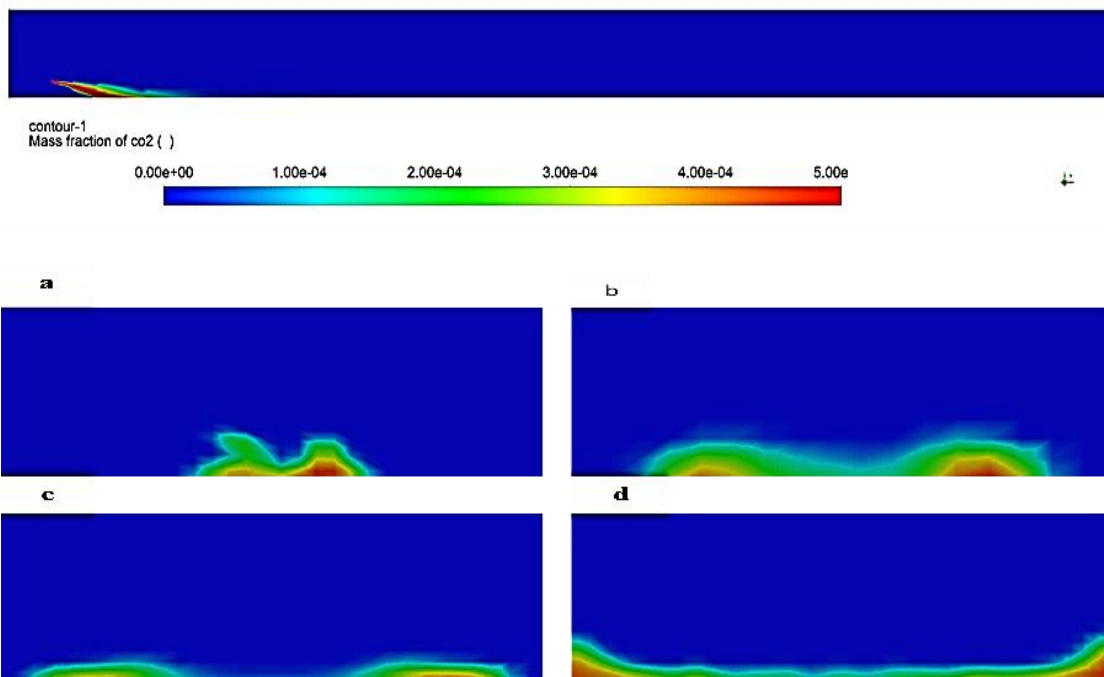 contour-1
Mass fraction of co2 ( )
0.00e+00 1.00e-04 2.00e-04 3.00e-04 4.00e-04 5.00e
a
b
c
d